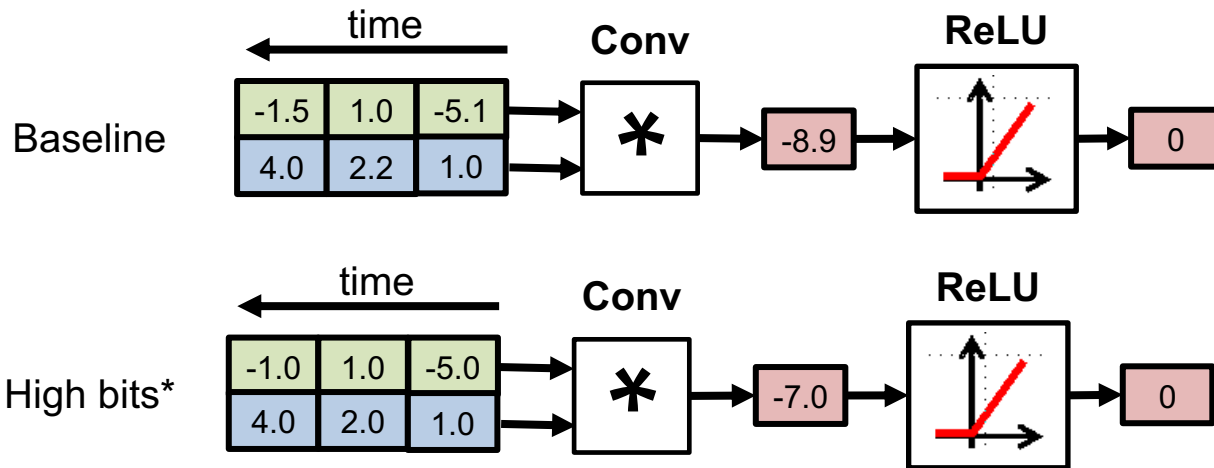 time
Conv
ReLU
Baseline
-1.5 1.0 -5.1
4.0 2.2 1.0
*
-8.9
0
time
Conv
ReLU
High bits*
-1.0 1.0 -5.0
4.0 2.0 1.0
*
-7.0
0